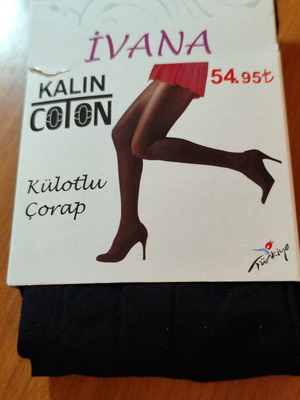 İVANA
KALIN
COTON
54.95₺
Külotlu
Çorap
Türkiye